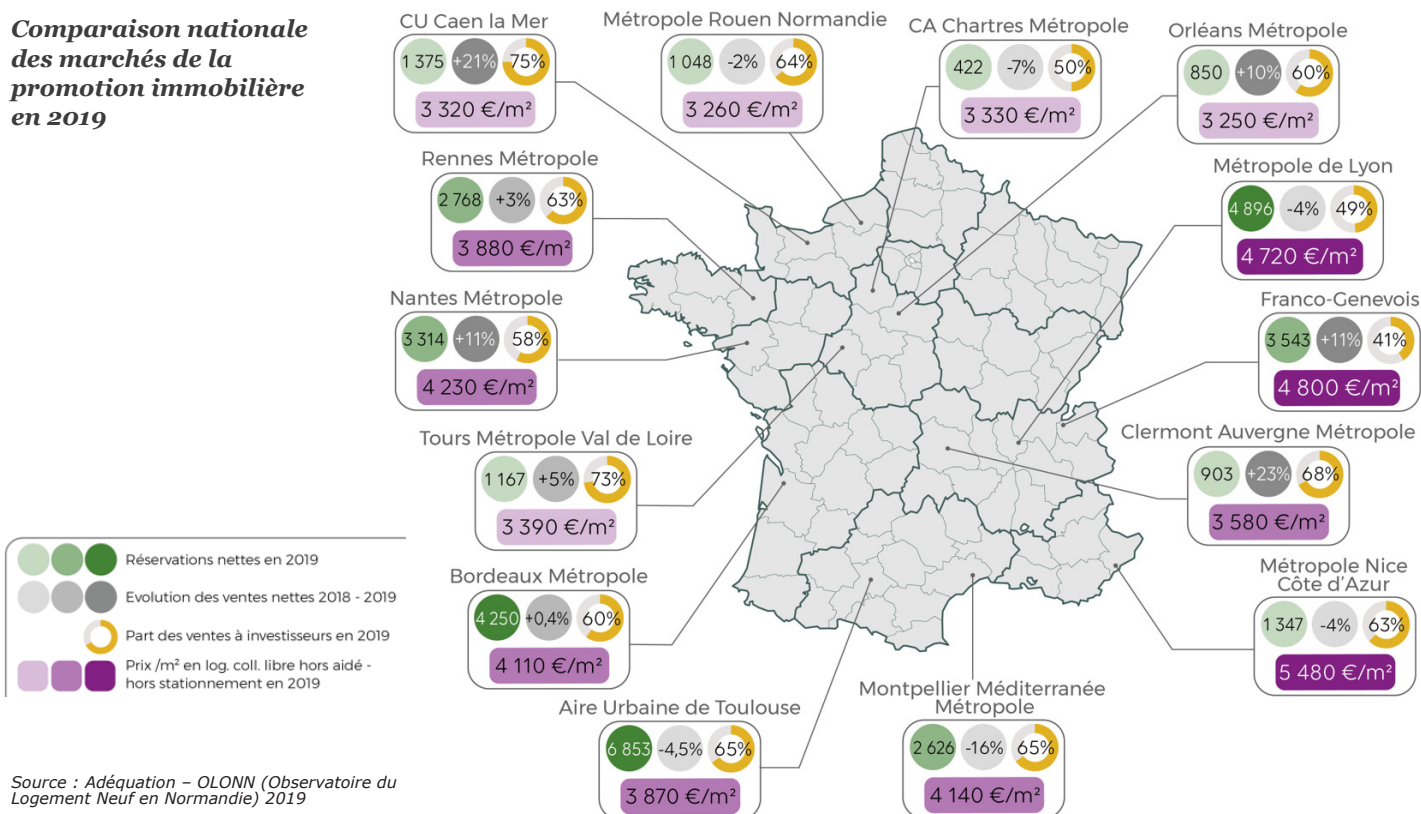 Comparaison nationale
des marchés de la
promotion immobilière
en 2019
CU Caen la Mer
1 375 +21% 75%
3 320 €/m²
Métropole Rouen Normandie
1 048 -2% 64%
3 260 €/m²
CA Chartres Métropole
422 -7% 50%
3 330 €/m²
Orléans Métropole
850 +10% 60%
3 250 €/m²
Rennes Métropole
2 768 +3% 63%
3 880 €/m²
Métropole de Lyon
4 896 -4% 49%
4 720 €/m²
Nantes Métropole
3 314 +11% 58%
4 230 €/m²
Franco-Genevois
3 543 +11% 41%
4 800 €/m²
Tours Métropole Val de Loire
1 167 +5% 73%
3 390 €/m²
Clermont Auvergne Métropole
903 +23% 68%
3 580 €/m²
Bordeaux Métropole
4 250 +0,4% 60%
4 110 €/m²
Métropole Nice
Côte d'Azur
1 347 -4% 63%
5 480 €/m²
Aire Urbaine de Toulouse
6 853 -4,5% 65%
3 870 €/m²
Montpellier Méditerranée
Métropole
2 626 -16% 65%
4 140 €/m²
Réservations nettes en 2019
Evolution des ventes nettes 2018 - 2019
Part des ventes à investisseurs en 2019
Prix /m² en log. coll. libre hors aidé -
hors stationnement en 2019
Source : Adéquation – OLONN (Observatoire du
Logement Neuf en Normandie) 2019